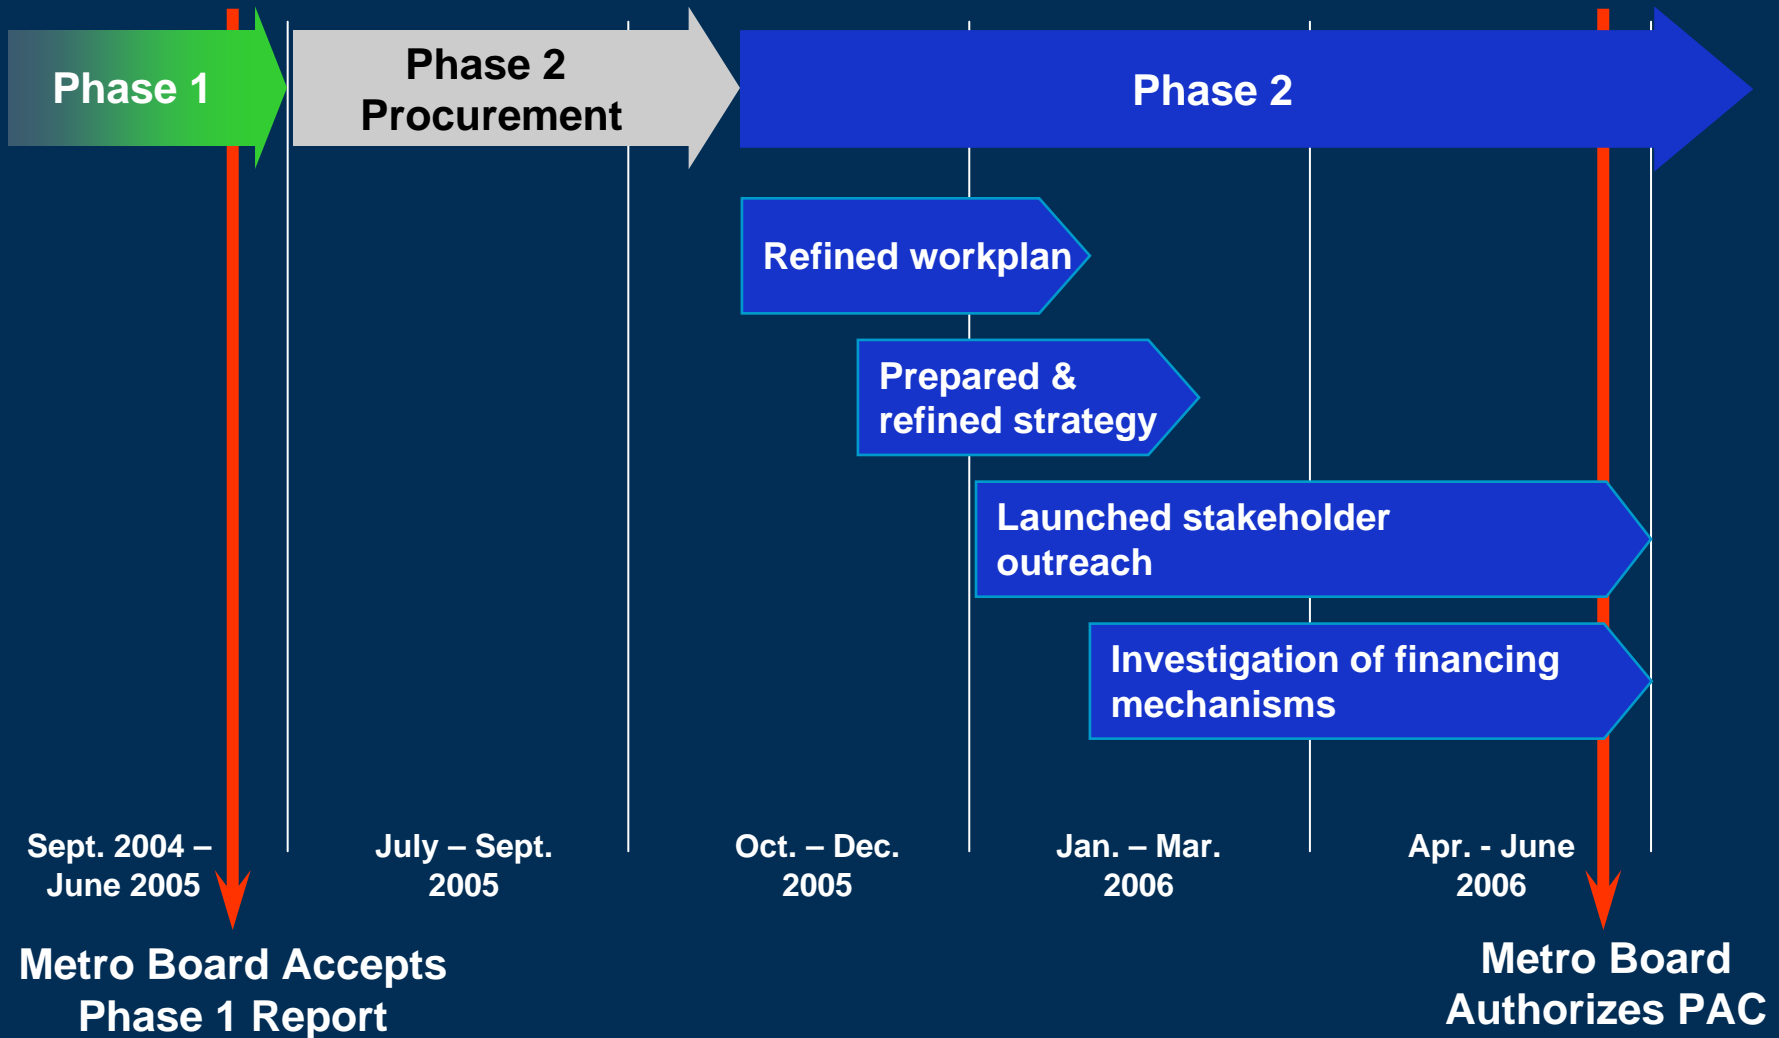 Phase 1
Phase 2
Procurement
Phase 2
Refined workplan
Prepared &
refined strategy
Launched stakeholder
outreach
Investigation of financing
mechanisms
Sept. 2004 –
June 2005
July – Sept.
2005
Oct. – Dec.
2005
Jan. – Mar.
2006
Apr. - June
2006
Metro Board Accepts
Phase 1 Report
Metro Board
Authorizes PAC